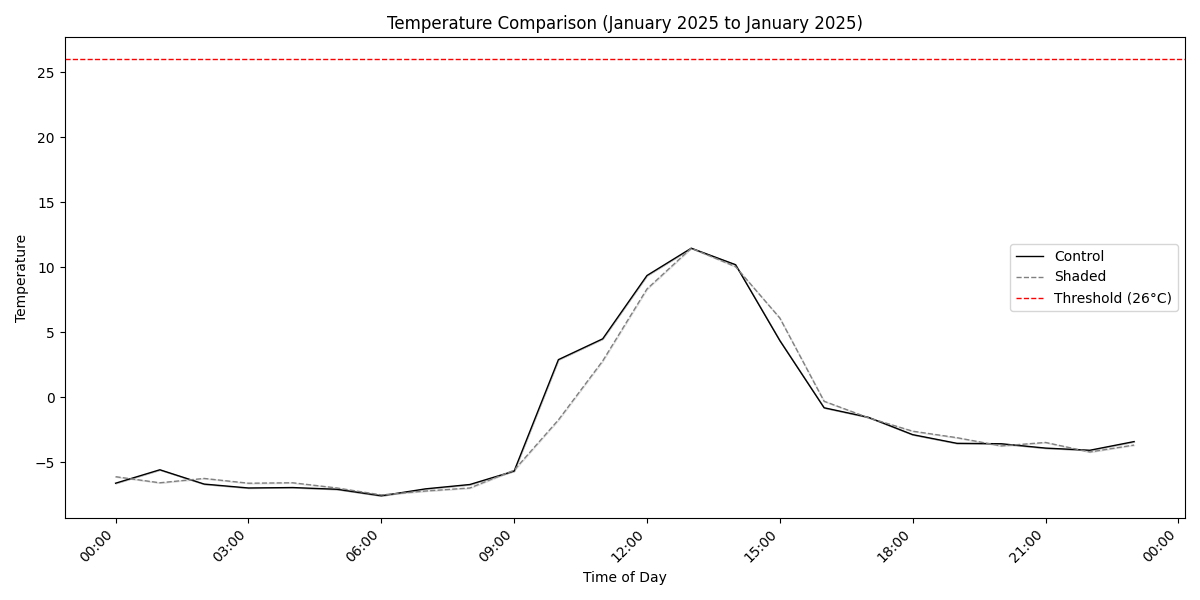 Temperature Comparison (January 2025 to January 2025)
Temperature
25
20
15
10
5
0
−5
Control
Shaded
Threshold (26°C)
00:00
03:00
06:00
09:00
12:00
15:00
18:00
21:00
00:00
Time of Day